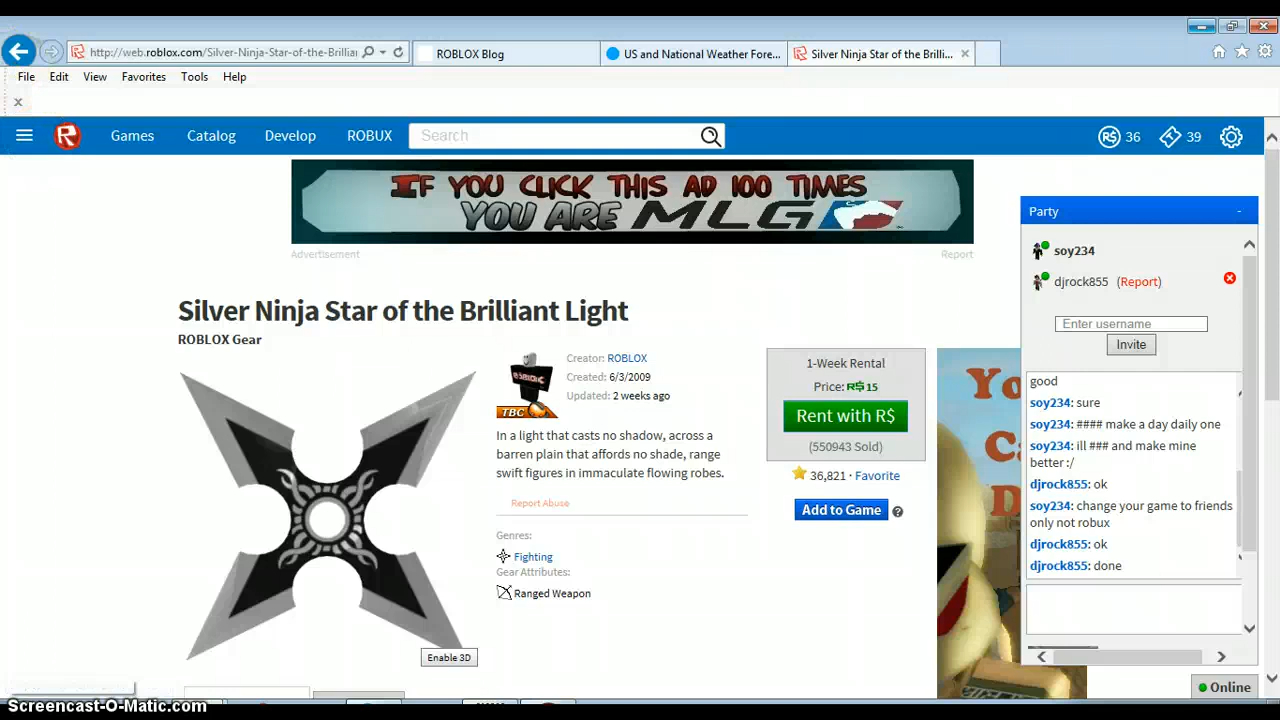 http://web.roblox.com/Silver-Ninja-Star-of-the-Brilliar
ROBLOX Blog
US and National Weather Fore...
Silver Ninja Star of the Brilli...
File Edit View Favorites Tools Help
x
R Games Catalog Develop ROBUX Search R$ 36 39
IF YOU CLICK THIS AD 100 TIMES
YOU ARE MLG
Advertisement Report
Silver Ninja Star of the Brilliant Light
ROBLOX Gear
Creator: ROBLOX
Created: 6/3/2009
Updated: 2 weeks ago
TBC
In a light that casts no shadow, across a
barren plain that affords no shade, range
swift figures in immaculate flowing robes.
Report Abuse
Genres:
Fighting
Gear Attributes:
Ranged Weapon
Enable 3D
1-Week Rental
Price: R$ 15
Rent with R$
(550943 Sold)
36,821 · Favorite
Add to Game ?
Party -
soy234
djrock855 (Report)
Enter username
Invite
good
soy234: sure
soy234: #### make a day daily one
soy234: ill ### and make mine
better :/
djrock855: ok
soy234: change your game to friends
only not robux
djrock855: ok
djrock855: done
Online
Screencast-O-Matic.com